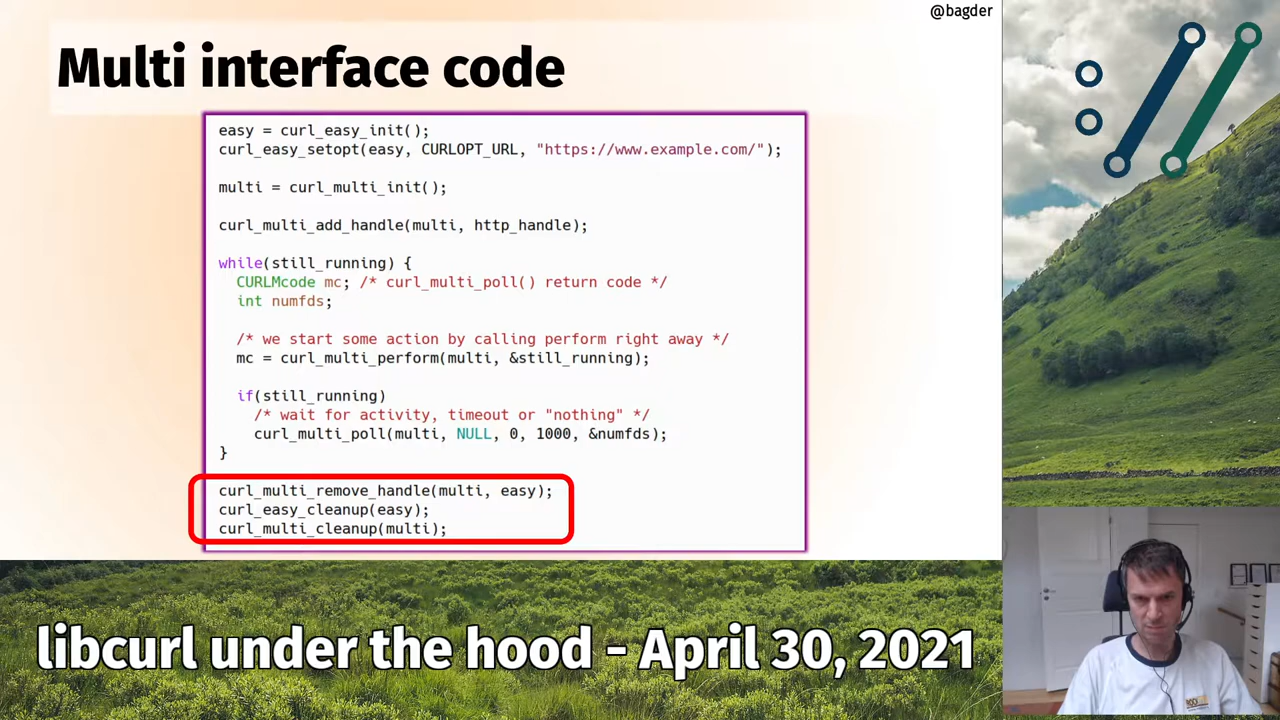 @bagder
Multi interface code
easy = curl_easy_init();
curl_easy_setopt(easy, CURLOPT_URL, "https://www.example.com/");
multi = curl_multi_init();
curl_multi_add_handle(multi, http_handle);
while(still_running) {
  CURLMcode mc; /* curl_multi_poll() return code */
  int numfds;
  /* we start some action by calling perform right away */
  mc = curl_multi_perform(multi, &still_running);
  if(still_running)
    /* wait for activity, timeout or "nothing" */
    curl_multi_poll(multi, NULL, 0, 1000, &numfds);
}
curl_multi_remove_handle(multi, easy);
curl_easy_cleanup(easy);
curl_multi_cleanup(multi);
libcurl under the hood - April 30, 2021